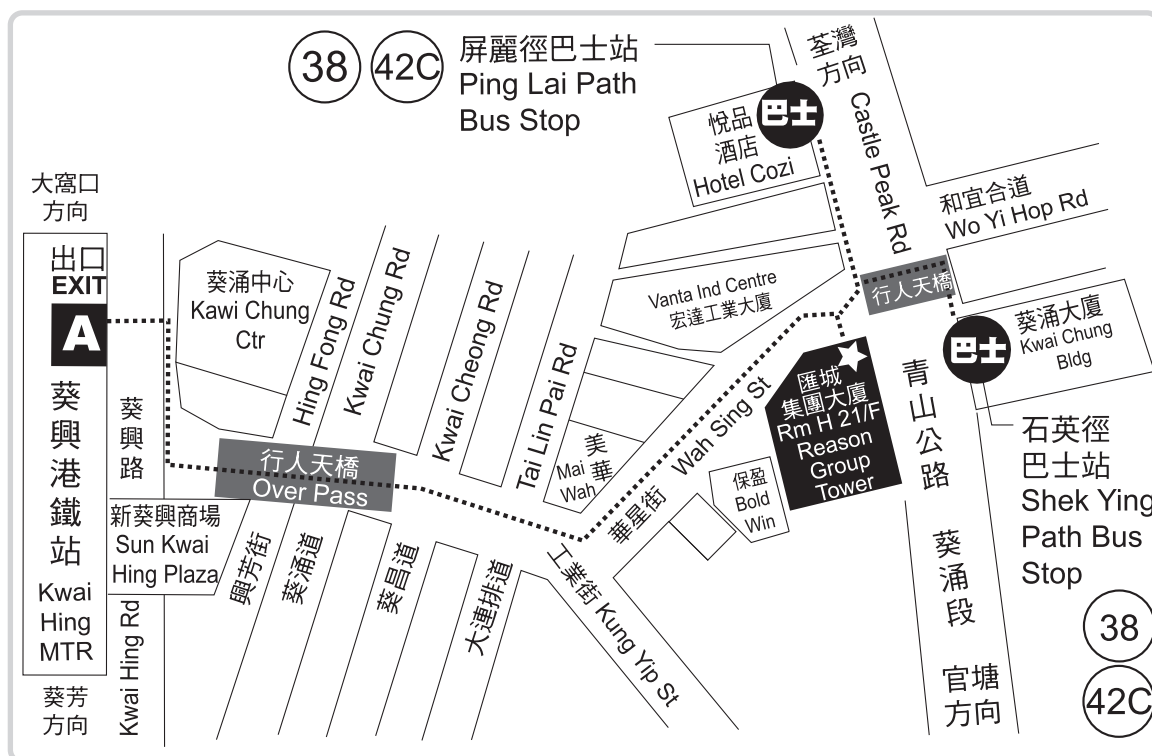 38
42C
屏麗徑巴士站
Ping Lai Path
Bus Stop
荃灣
方向
Castle Peak Rd
巴士
悅品
酒店
Hotel Cozi
和宜合道
Wo Yi Hop Rd
大窩口
方向
出口
EXIT
A
葵興港鐵站
Kwai
Hing
MTR
葵芳
方向
葵興路
Kwai Hing Rd
葵涌中心
Kawi Chung
Ctr
Hing Fong Rd
Kwai Chung Rd
Kwai Cheong Rd
Tai Lin Pai Rd
行人天橋
Over Pass
新葵興商場
Sun Kwai
Hing Plaza
興芳街
葵涌道
葵昌道
大連排道
工業街 Kung Yip St
美華
Mai
Wah
華星街
Wah Sing St
Vanta Ind Centre
宏達工業大廈
行人天橋
保盈
Bold
Win
匯城
集團大廈
Rm H 21/F
Reason
Group
Tower
巴士
葵涌大廈
Kwai Chung
Bldg
青山公路
葵涌段
官塘
方向
石英徑
巴士站
Shek Ying
Path Bus
Stop
38
42C